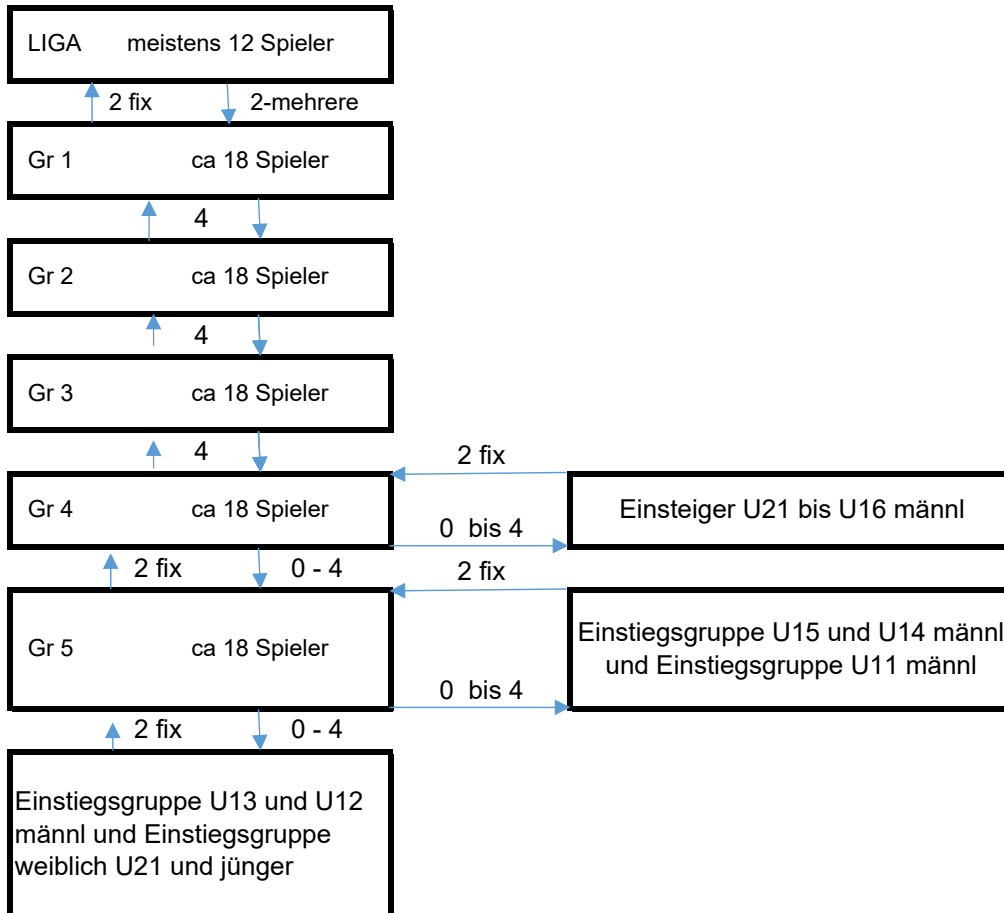 LIGA meistens 12 Spieler
2 fix 2-mehrere
Gr 1 ca 18 Spieler
4
Gr 2 ca 18 Spieler
4
Gr 3 ca 18 Spieler
4
2 fix
Gr 4 ca 18 Spieler
Einsteiger U21 bis U16 männl
0 bis 4
2 fix 0 - 4
2 fix
Gr 5 ca 18 Spieler
Einstiegsgruppe U15 und U14 männl
und Einstiegsgruppe U11 männl
0 bis 4
2 fix 0 - 4
Einstiegsgruppe U13 und U12
männl und Einstiegsgruppe
weiblich U21 und jünger